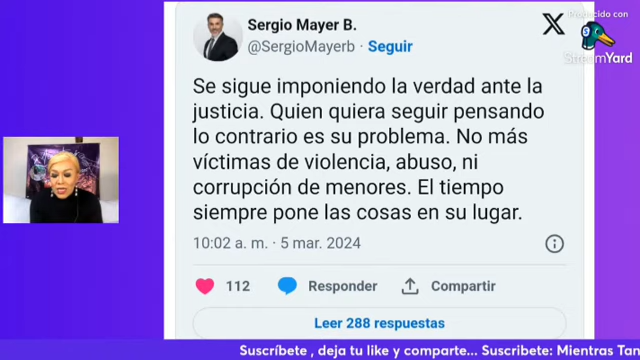 Sergio Mayer B.
@SergioMayerb · Seguir
Producido con
StreamYard
Se sigue imponiendo la verdad ante la
justicia. Quien quiera seguir pensando
lo contrario es su problema. No más
víctimas de violencia, abuso, ni
corrupción de menores. El tiempo
siempre pone las cosas en su lugar.
10:02 a. m. · 5 mar. 2024
112 Responder Compartir
Leer 288 respuestas
Suscríbete , deja tu like y comparte... Suscribete: Mientras Tan